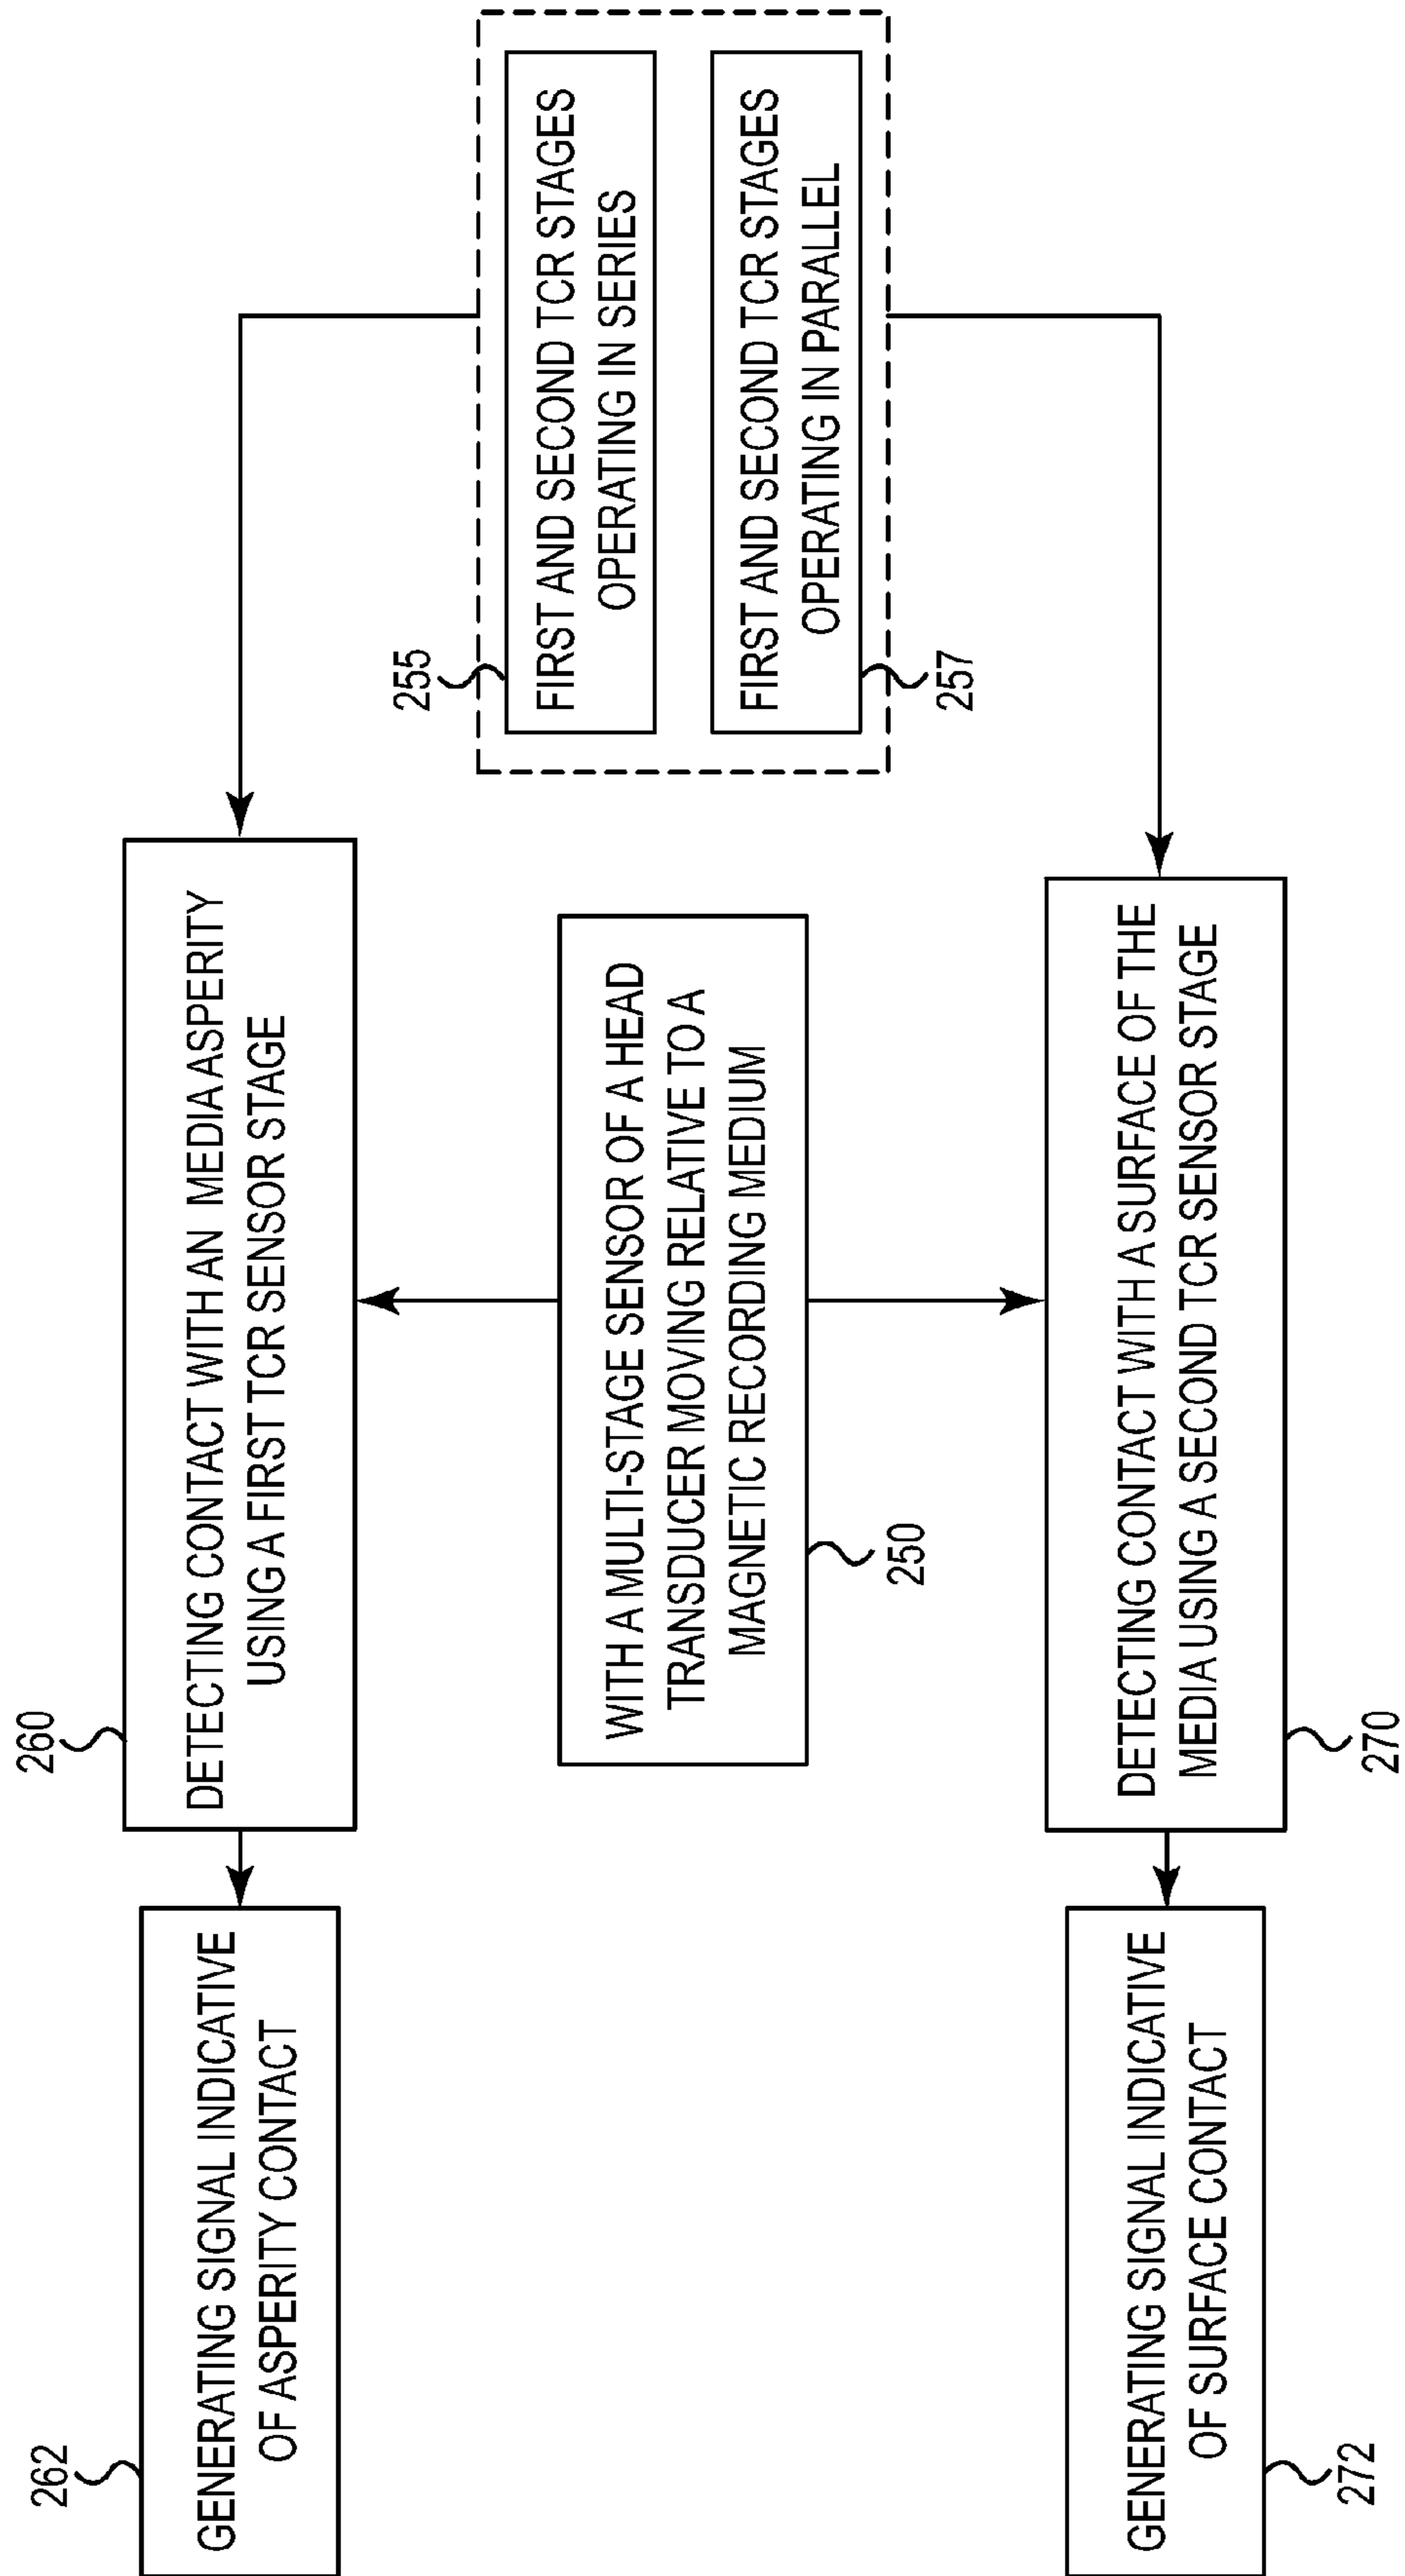 262
GENERATING SIGNAL INDICATIVE
OF ASPERITY CONTACT
260
DETECTING CONTACT WITH AN MEDIA ASPERITY
USING A FIRST TCR SENSOR STAGE
WITH A MULTI-STAGE SENSOR OF A HEAD
TRANSDUCER MOVING RELATIVE TO A
MAGNETIC RECORDING MEDIUM
250
255
FIRST AND SECOND TCR STAGES
OPERATING IN SERIES
FIRST AND SECOND TCR STAGES
OPERATING IN PARALLEL
257
GENERATING SIGNAL INDICATIVE
OF SURFACE CONTACT
272
DETECTING CONTACT WITH A SURFACE OF THE
MEDIA USING A SECOND TCR SENSOR STAGE
270